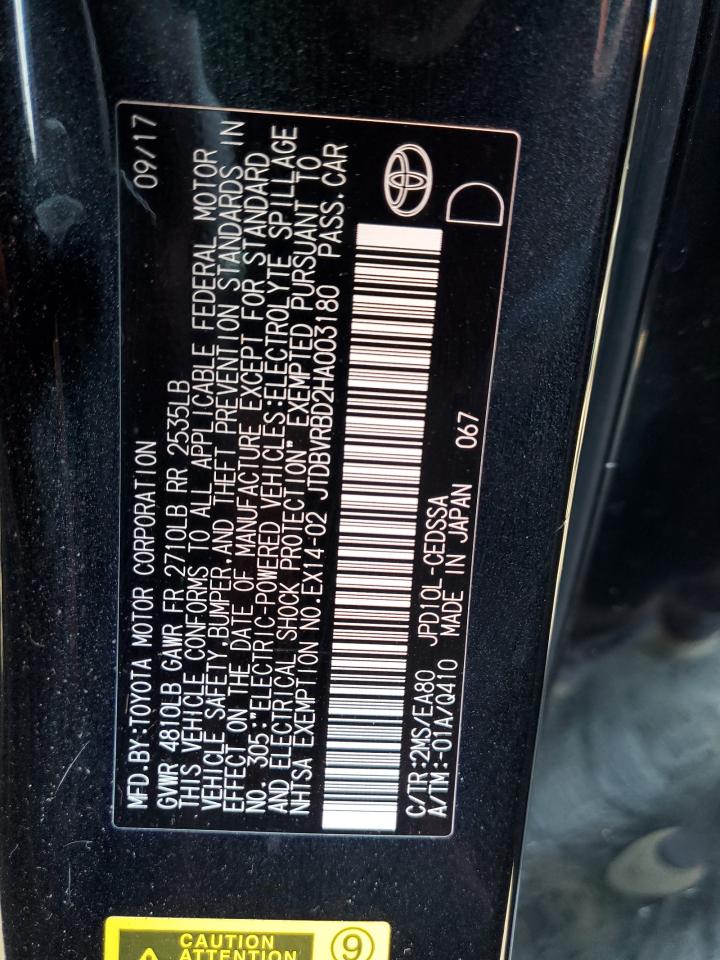 MFD.BY:TOYOTA MOTOR CORPORATION 09/17
GVWR 4810LB GAWR FR 2710LB RR 2535LB
THIS VEHICLE CONFORMS TO ALL APPLICABLE FEDERAL MOTOR
VEHICLE SAFETY,BUMPER,AND THEFT PREVENTION STANDARDS IN
EFFECT ON THE DATE OF MANUFACTURE EXCEPT FOR STANDARD
NO. 305:"ELECTRIC-POWERED VEHICLES:ELECTROLYTE SPILLAGE
AND ELECTRICAL SHOCK PROTECTION" EXEMPTED PURSUANT TO
NHTSA EXEMPTION NO.EX14-02 JTDBVRBD2HA003180 PASS.CAR
C/TR:2MS/EA80 JPD10L-CEDSSA
A/TM:-01A/Q410 MADE IN JAPAN 067 D
CAUTION
ATTENTION
9